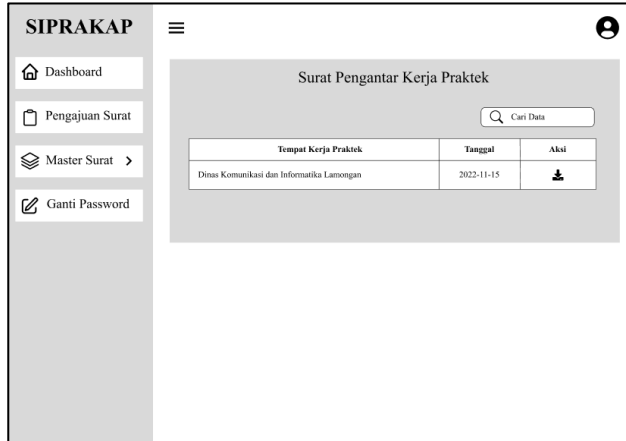 SIPRAKAP
Dashboard
Pengajuan Surat
Master Surat
Ganti Password
Surat Pengantar Kerja Praktek
Cari Data
Tempat Kerja Praktek Tanggal Aksi
Dinas Komunikasi dan Informatika Lamongan 2022-11-15